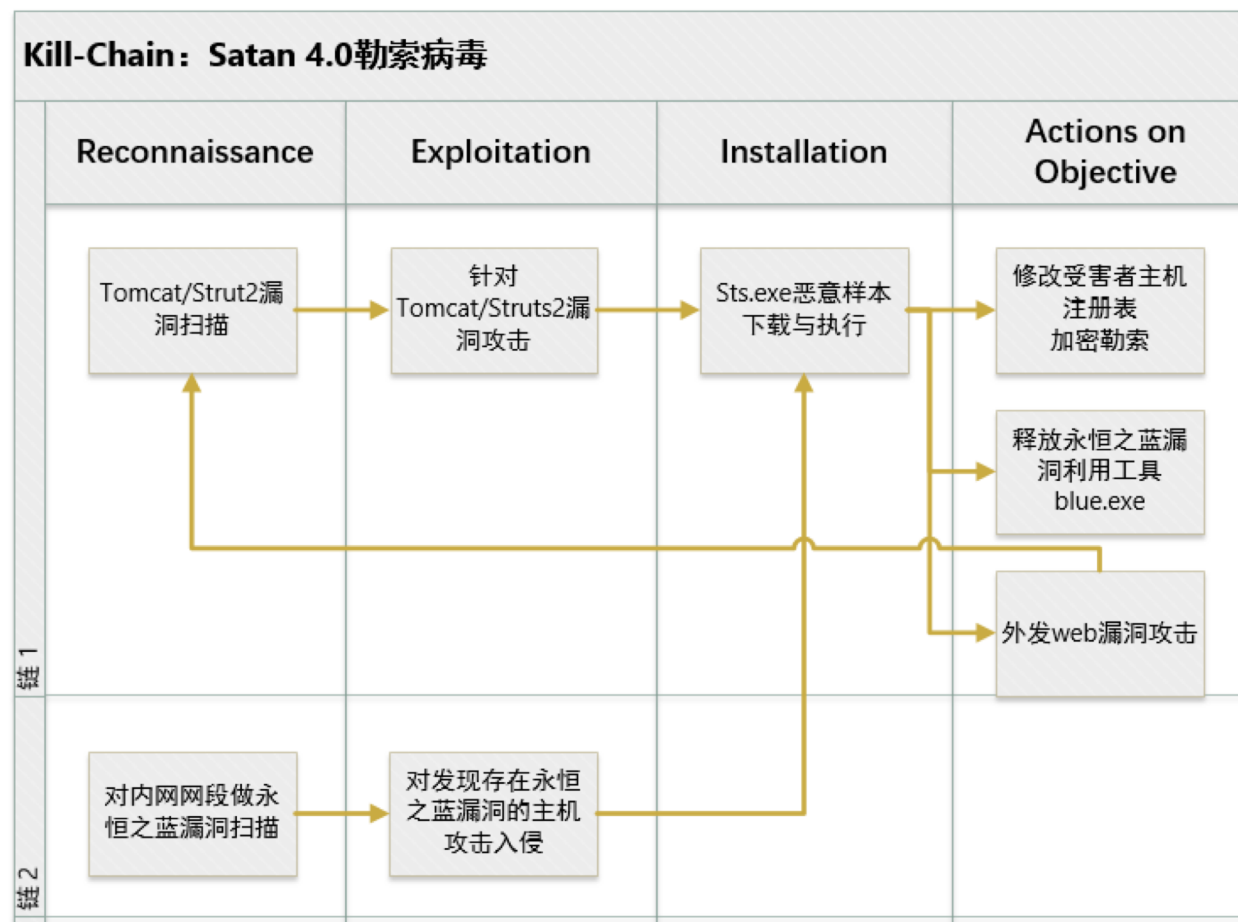 Kill-Chain：Satan 4.0勒索病毒
Reconnaissance
Exploitation
Installation
Actions on
Objective
链 1
Tomcat/Strut2漏
洞扫描
针对
Tomcat/Struts2漏
洞攻击
Sts.exe恶意样本
下载与执行
修改受害者主机
注册表
加密勒索
释放永恒之蓝漏
洞利用工具
blue.exe
外发web漏洞攻击
链 2
对内网网段做永
恒之蓝漏洞扫描
对发现存在永恒
之蓝漏洞的主机
攻击入侵